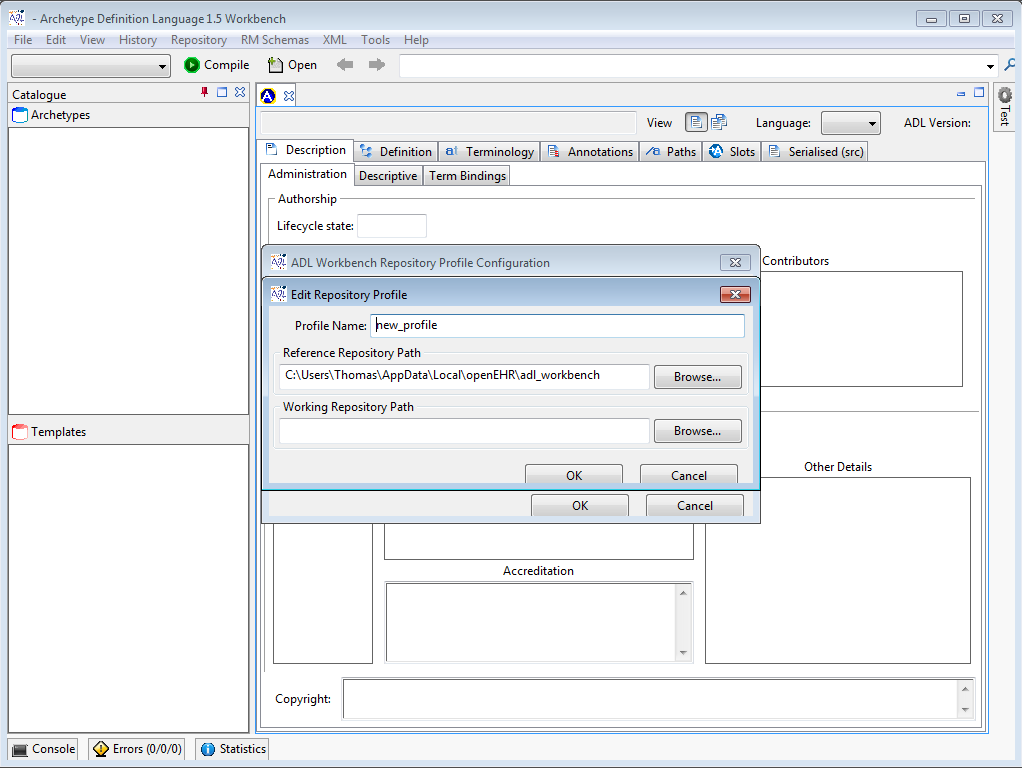 - Archetype Definition Language 1.5 Workbench
File Edit View History Repository RM Schemas XML Tools Help
Compile Open
Catalogue
Archetypes
Templates
View Language: ADL Version:
Test
Description Definition Terminology Annotations Paths Slots Serialised (src)
Administration Descriptive Term Bindings
Authorship
Lifecycle state:
Contributors
ADL Workbench Repository Profile Configuration
Edit Repository Profile
Profile Name: new_profile
Reference Repository Path
C:\Users\Thomas\AppData\Local\openEHR\adl_workbench Browse...
Working Repository Path
Browse...
OK Cancel
OK Cancel
Other Details
Accreditation
Copyright:
Console Errors (0/0/0) Statistics